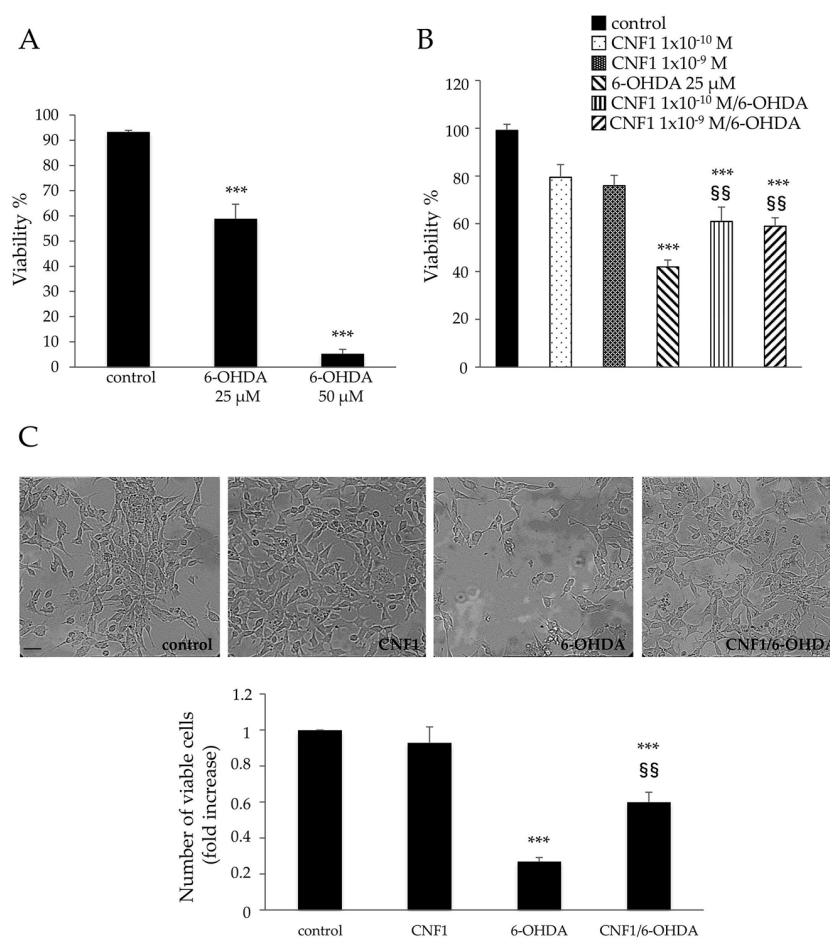 A
Viability %
100
90
80
70
60
50
40
30
20
10
0
***
***
control
6-OHDA
25 µM
6-OHDA
50 µM
B
control
CNF1 1x10⁻¹⁰ M
CNF1 1x10⁻⁹ M
6-OHDA 25 µM
CNF1 1x10⁻¹⁰ M/6-OHDA
CNF1 1x10⁻⁹ M/6-OHDA
Viability %
120
100
80
60
40
20
0
***
***
§§
***
§§
C
control
CNF1
6-OHDA
CNF1/6-OHDA
Number of viable cells
(fold increase)
1.2
1
0.8
0.6
0.4
0.2
0
***
***
§§
control
CNF1
6-OHDA
CNF1/6-OHDA